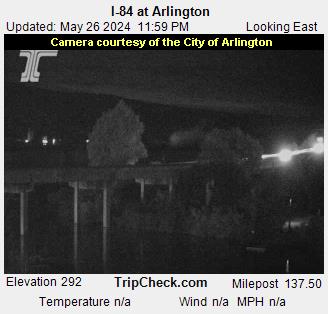 I-84 at Arlington
Updated: May 26 2024 11:59 PM Looking East
Camera courtesy of the City of Arlington
Elevation 292 TripCheck.com Milepost 137.50
Temperature n/a Wind n/a MPH n/a